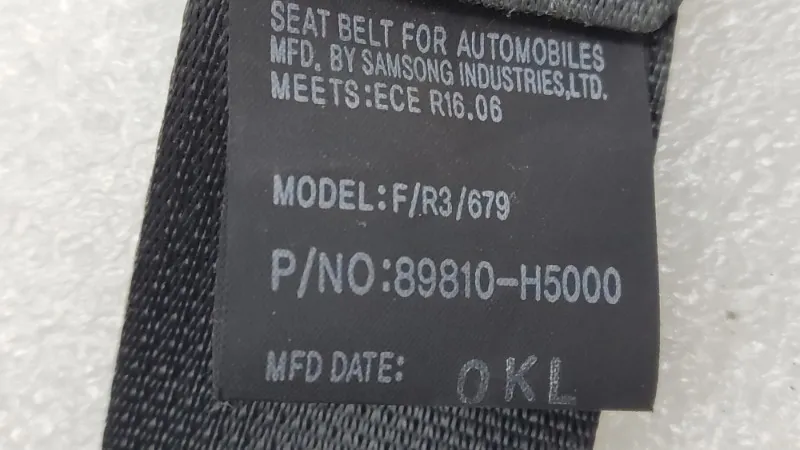 SEAT BELT FOR AUTOMOBILES
MFD. BY SAMSONG INDUSTRIES,LTD.
MEETS:ECE R16.06
MODEL:F/R3/679
P/NO:89810-H5000
MFD DATE: OKL